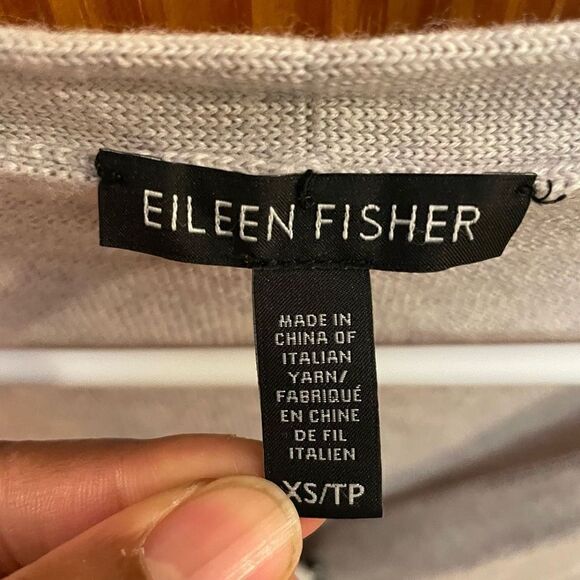 EILEEN FISHER
MADE IN
CHINA OF
ITALIAN
YARN/
FABRIQUÉ
EN CHINE
DE FIL
ITALIEN
XS/TP